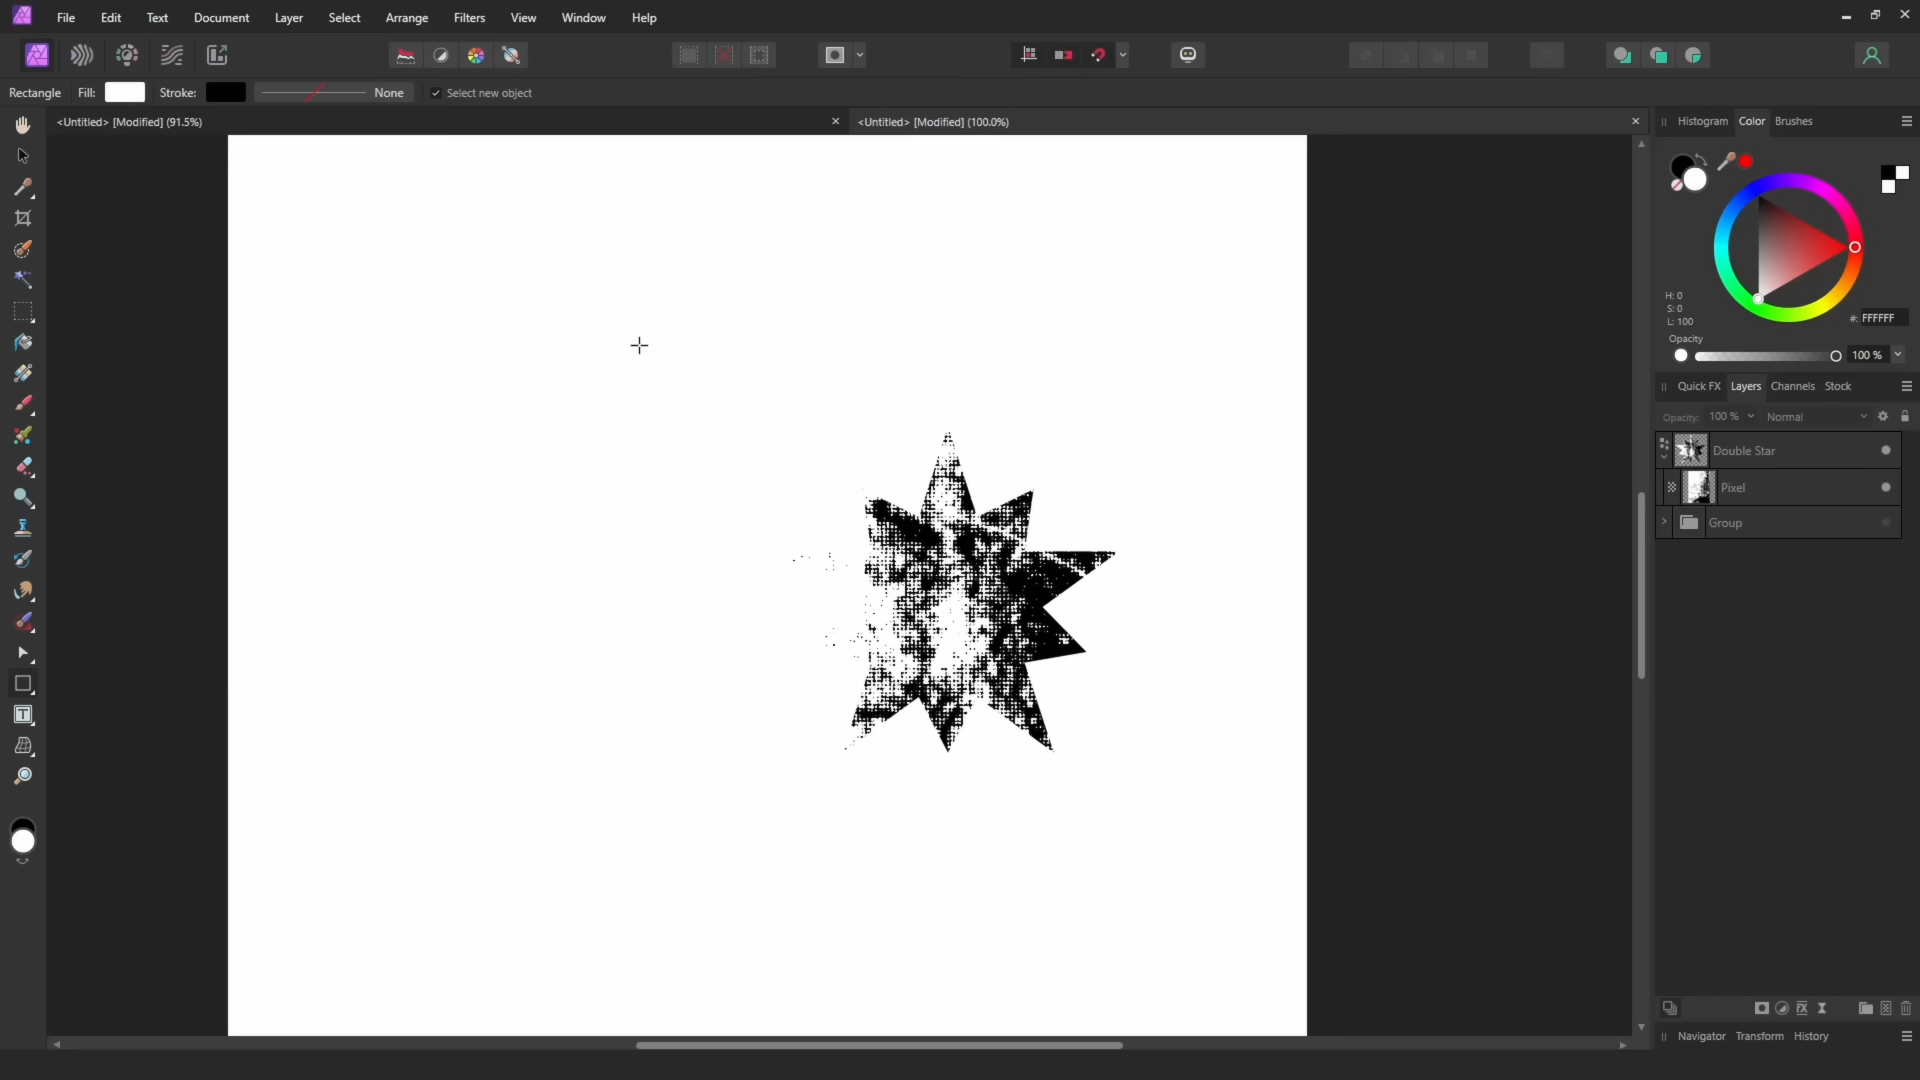 File Edit Text Document Layer Select Arrange Filters View Window Help
Rectangle Fill: Stroke: None Select new object
<Untitled> [Modified] (91.5%)
<Untitled> [Modified] (100.0%)
Histogram Color Brushes
H: 0
S: 0
L: 100
#: FFFFFF
Opacity
100 %
Quick FX Layers Channels Stock
Opacity: 100 % Normal
Double Star
Pixel
Group
Navigator Transform History